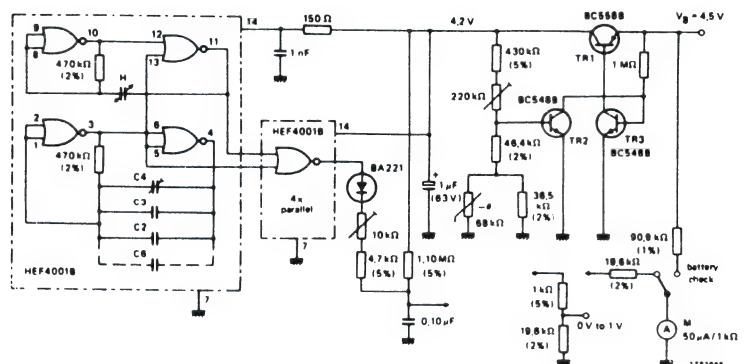 14
150 Ω
4,2 V
BC558B
VB = 4,5 V
9
8
10
12
13
11
1 nF
TR1
430 kΩ
(5%)
1 MΩ
470 kΩ
(2%)
H
220 kΩ
BC548B
TR2
TR3
BC548B
2
1
3
6
5
4
HEF4001B
14
46,4 kΩ
(2%)
470 kΩ
(2%)
C4
C3
C2
C6
BA221
4x
parallel
7
+
1 μF
(63 V)
-θ
68 kΩ
36,5
kΩ
(2%)
10 kΩ
90,9 kΩ
(1%)
4,7 kΩ
(5%)
1,10 MΩ
(5%)
1 kΩ
(5%)
19,6 kΩ
(2%)
battery
check
HEF4001B
7
0,10 μF
19,6 kΩ
(2%)
0 V to 1 V
A
M
50 μA/1 kΩ